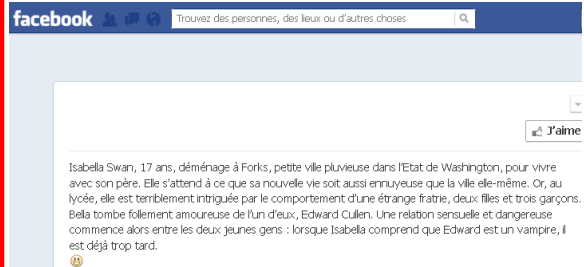 facebook
Trouvez des personnes, des lieux ou d'autres choses
J'aime
Isabella Swan, 17 ans, déménage à Forks, petite ville pluvieuse dans l'Etat de Washington, pour vivre
avec son père. Elle s'attend à ce que sa nouvelle vie soit aussi ennuyeuse que la ville elle-même. Or, au
lycée, elle est terriblement intriguée par le comportement d'une étrange fratrie, deux filles et trois garçons.
Bella tombe follement amoureuse de l'un d'eux, Edward Cullen. Une relation sensuelle et dangereuse
commence alors entre les deux jeunes gens : lorsque Isabella comprend que Edward est un vampire, il
est déjà trop tard.